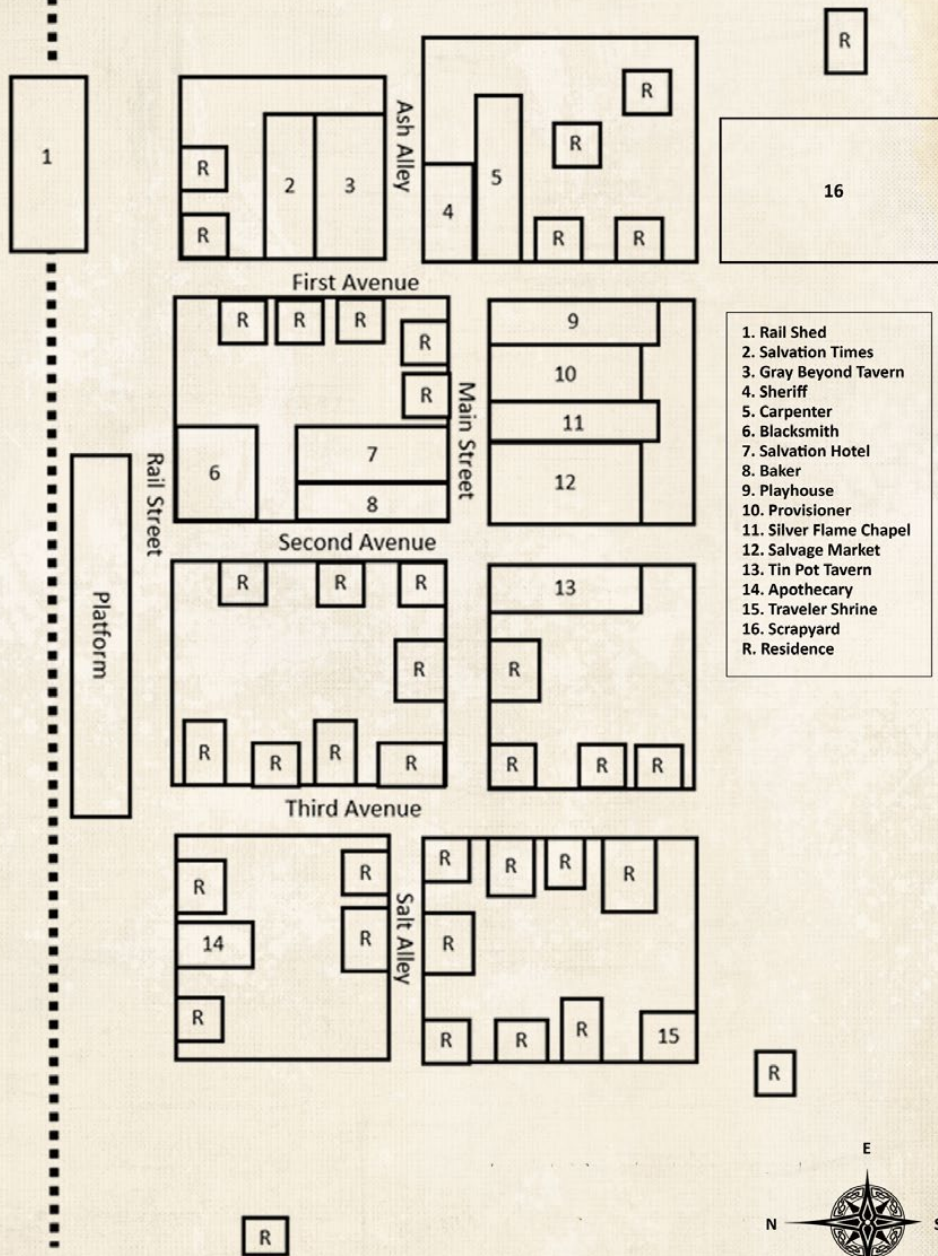 R
1
Ash Alley
R
R
16
R
2
3
5
4
R
R
R
First Avenue
R
R
R
R
R
9
10
11
12
Main Street
1. Rail Shed
2. Salvation Times
3. Gray Beyond Tavern
4. Sheriff
5. Carpenter
6. Blacksmith
7. Salvation Hotel
8. Baker
9. Playhouse
10. Provisioner
11. Silver Flame Chapel
12. Salvage Market
13. Tin Pot Tavern
14. Apothecary
15. Traveler Shrine
16. Scrapyard
R. Residence
6
7
8
Rail Street
Second Avenue
Platform
R
R
R
R
R
R
R
R
13
R
R
R
R
Third Avenue
R
14
R
R
R
Salt Alley
R
R
R
R
R
R
R
R
15
R
R
E
N
S